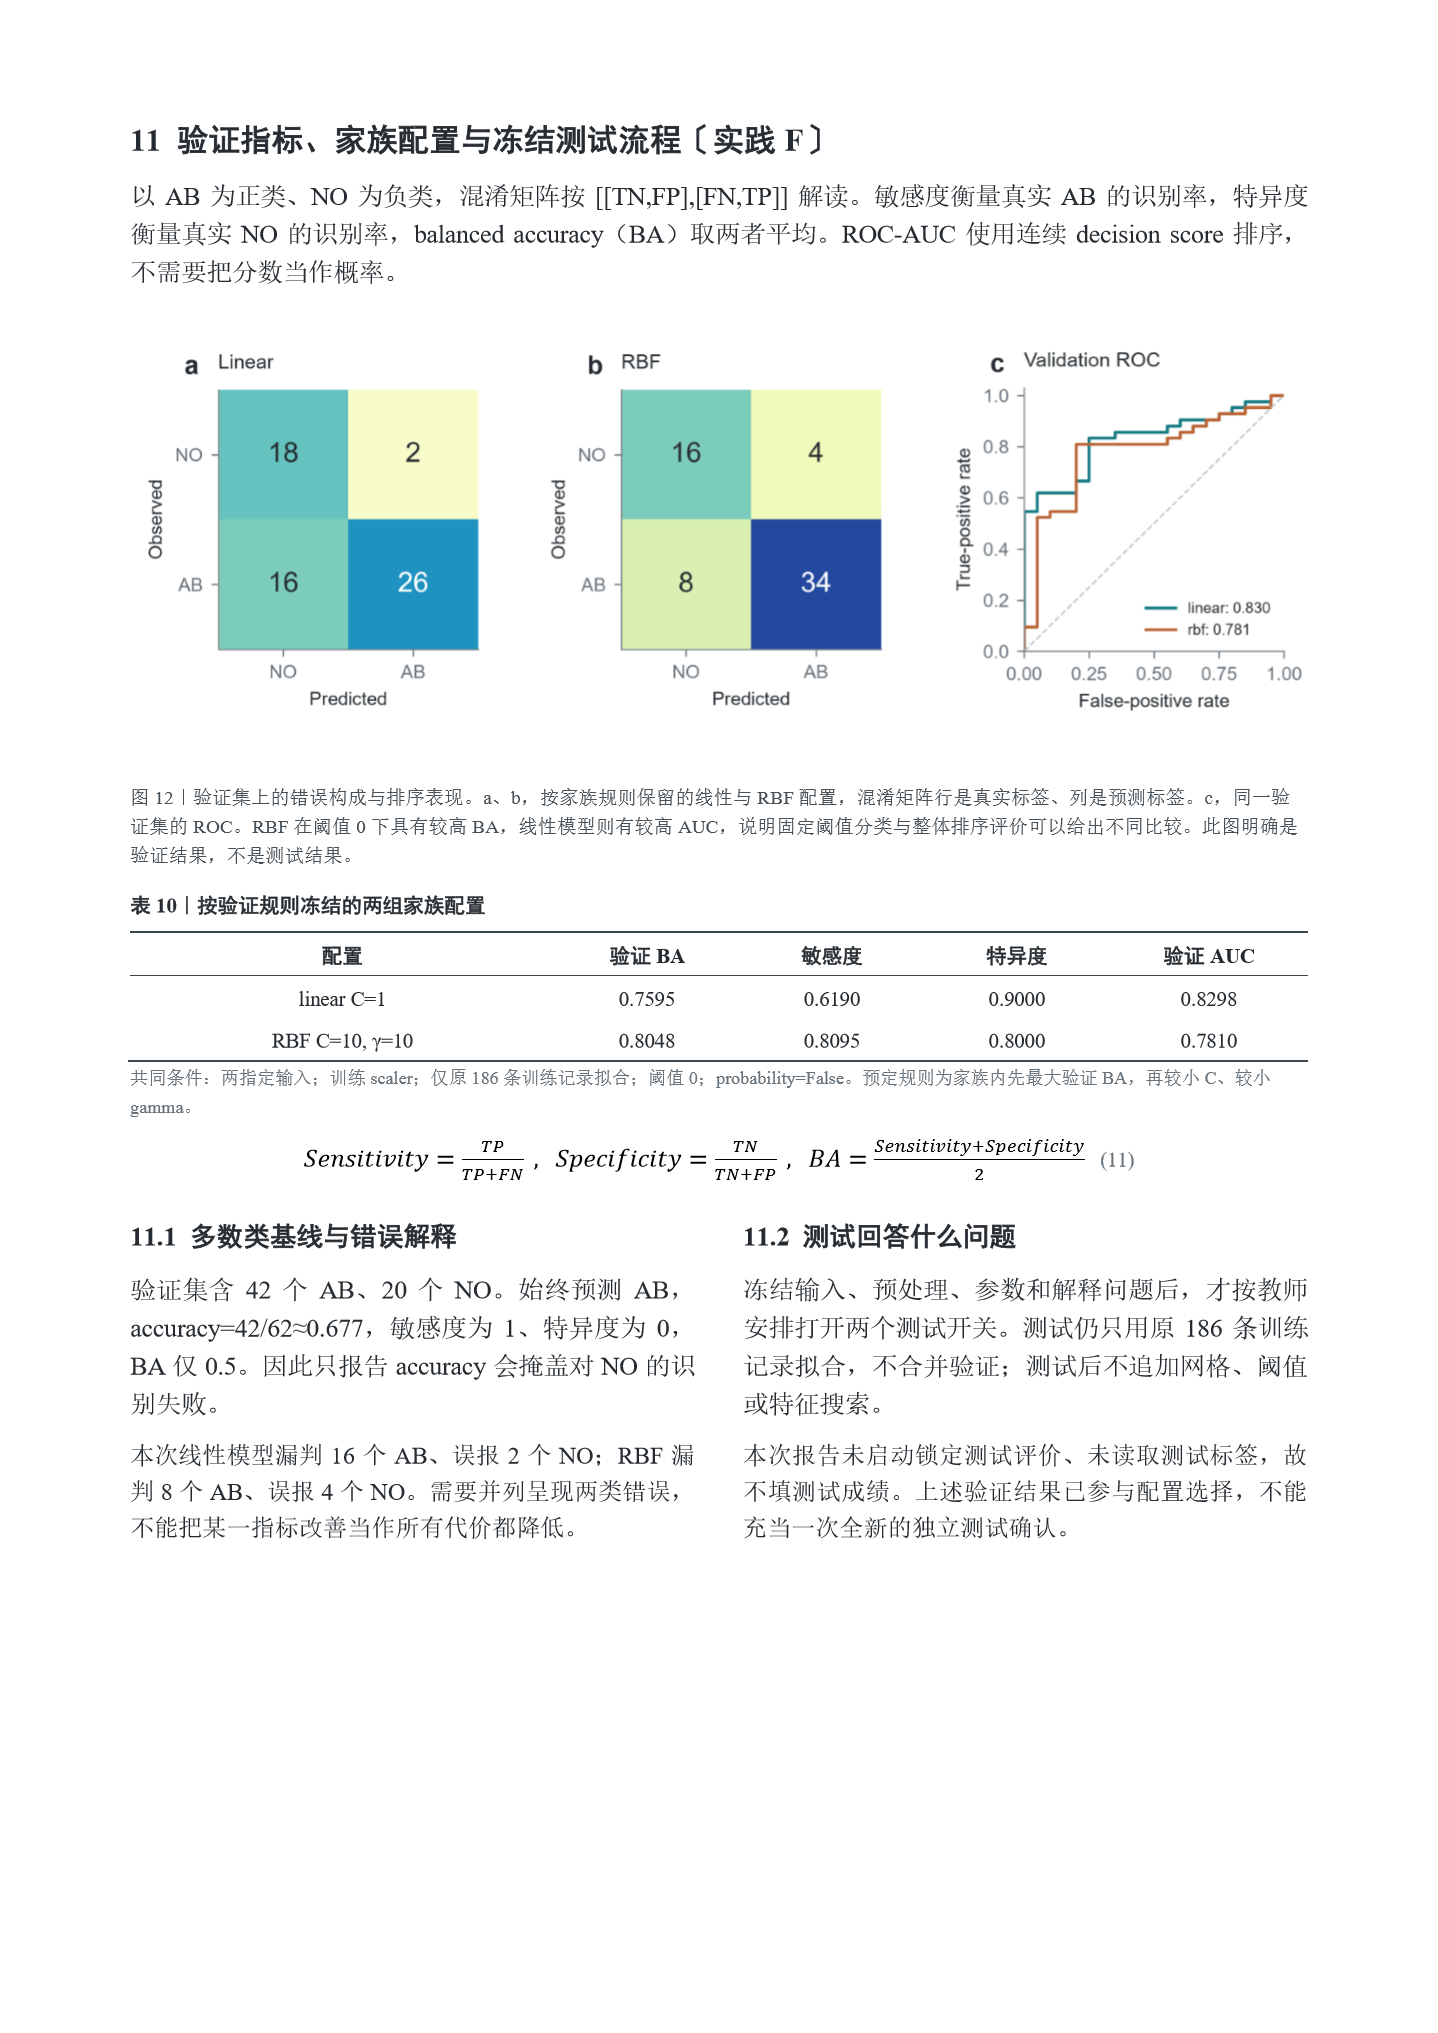 11 验证指标、家族配置与冻结测试流程〔实践 F〕
以 AB 为正类、NO 为负类，混淆矩阵按 [[TN,FP],[FN,TP]] 解读。敏感度衡量真实 AB 的识别率，特异度
衡量真实 NO 的识别率，balanced accuracy（BA）取两者平均。ROC-AUC 使用连续 decision score 排序，
不需要把分数当作概率。
a Linear
NO 18 2
AB 16 26
Observed
NO AB
Predicted
b RBF
NO 16 4
AB 8 34
Observed
NO AB
Predicted
c Validation ROC
1.0
0.8
0.6
0.4
0.2
0.0
True-positive rate
linear: 0.830
rbf: 0.781
0.00 0.25 0.50 0.75 1.00
False-positive rate
图 12｜验证集上的错误构成与排序表现。a、b，按家族规则保留的线性与 RBF 配置，混淆矩阵行是真实标签、列是预测标签。c，同一验
证集的 ROC。RBF 在阈值 0 下具有较高 BA，线性模型则有较高 AUC，说明固定阈值分类与整体排序评价可以给出不同比较。此图明确是
验证结果，不是测试结果。
表 10｜按验证规则冻结的两组家族配置
配置 验证 BA 敏感度 特异度 验证 AUC
linear C=1 0.7595 0.6190 0.9000 0.8298
RBF C=10, γ=10 0.8048 0.8095 0.8000 0.7810
共同条件：两指定输入；训练 scaler；仅原 186 条训练记录拟合；阈值 0；probability=False。预定规则为家族内先最大验证 BA，再较小 C、较小
gamma。
Sensitivity = TP/(TP+FN) , Specificity = TN/(TN+FP) , BA = (Sensitivity+Specificity)/2 (11)
11.1 多数类基线与错误解释
验证集含 42 个 AB、20 个 NO。始终预测 AB，
accuracy=42/62≈0.677，敏感度为 1、特异度为 0，
BA 仅 0.5。因此只报告 accuracy 会掩盖对 NO 的识
别失败。
本次线性模型漏判 16 个 AB、误报 2 个 NO；RBF 漏
判 8 个 AB、误报 4 个 NO。需要并列呈现两类错误，
不能把某一指标改善当作所有代价都降低。
11.2 测试回答什么问题
冻结输入、预处理、参数和解释问题后，才按教师
安排打开两个测试开关。测试仍只用原 186 条训练
记录拟合，不合并验证；测试后不追加网格、阈值
或特征搜索。
本次报告未启动锁定测试评价、未读取测试标签，故
不填测试成绩。上述验证结果已参与配置选择，不能
充当一次全新的独立测试确认。